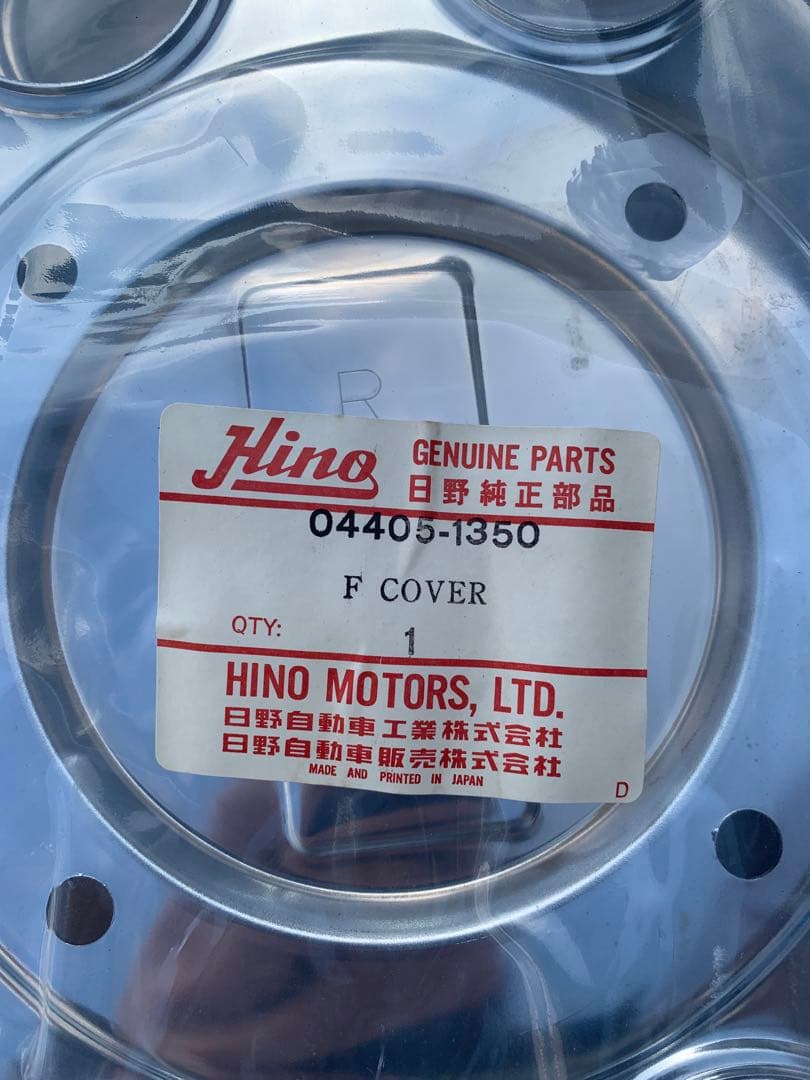 R
Hino GENUINE PARTS
日野純正部品
04405-1350
F COVER
QTY: 1
HINO MOTORS, LTD.
日野自動車工業株式会社
日野自動車販売株式会社
MADE AND PRINTED IN JAPAN
D